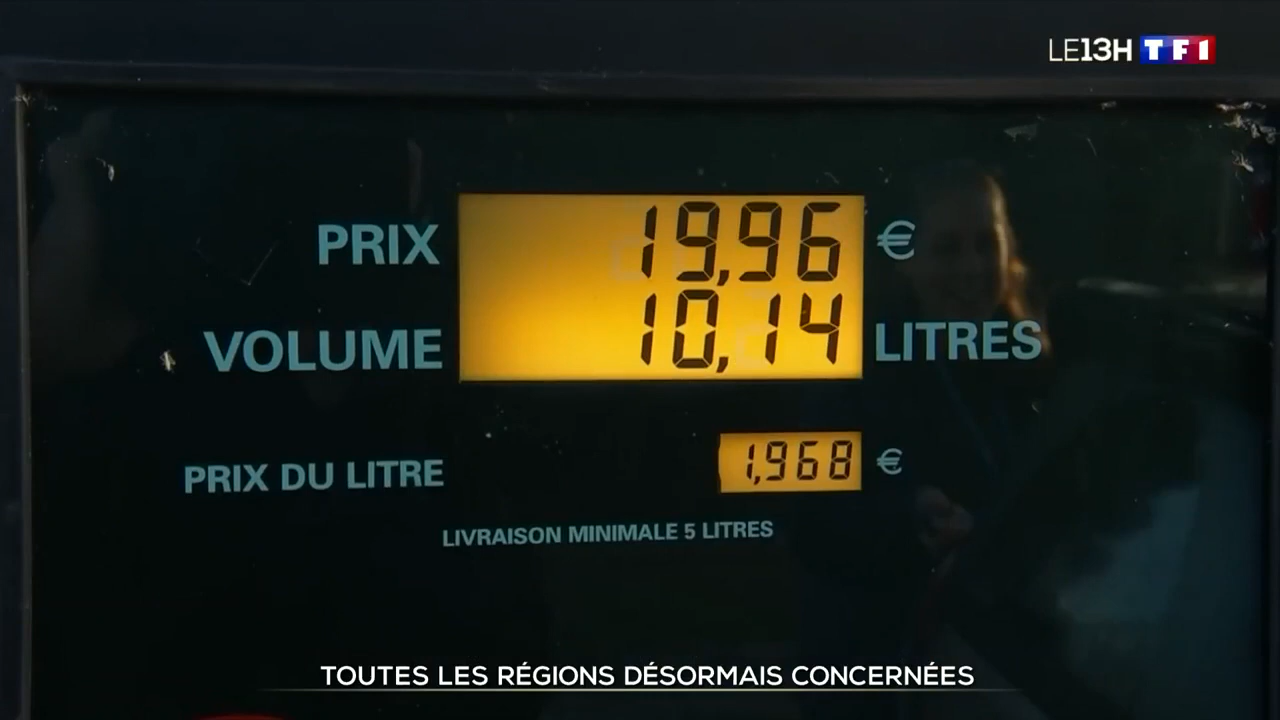 LE13H TF1
PRIX 19,96 €
VOLUME 10,14 LITRES
PRIX DU LITRE 1,968 €
LIVRAISON MINIMALE 5 LITRES
TOUTES LES RÉGIONS DÉSORMAIS CONCERNÉES